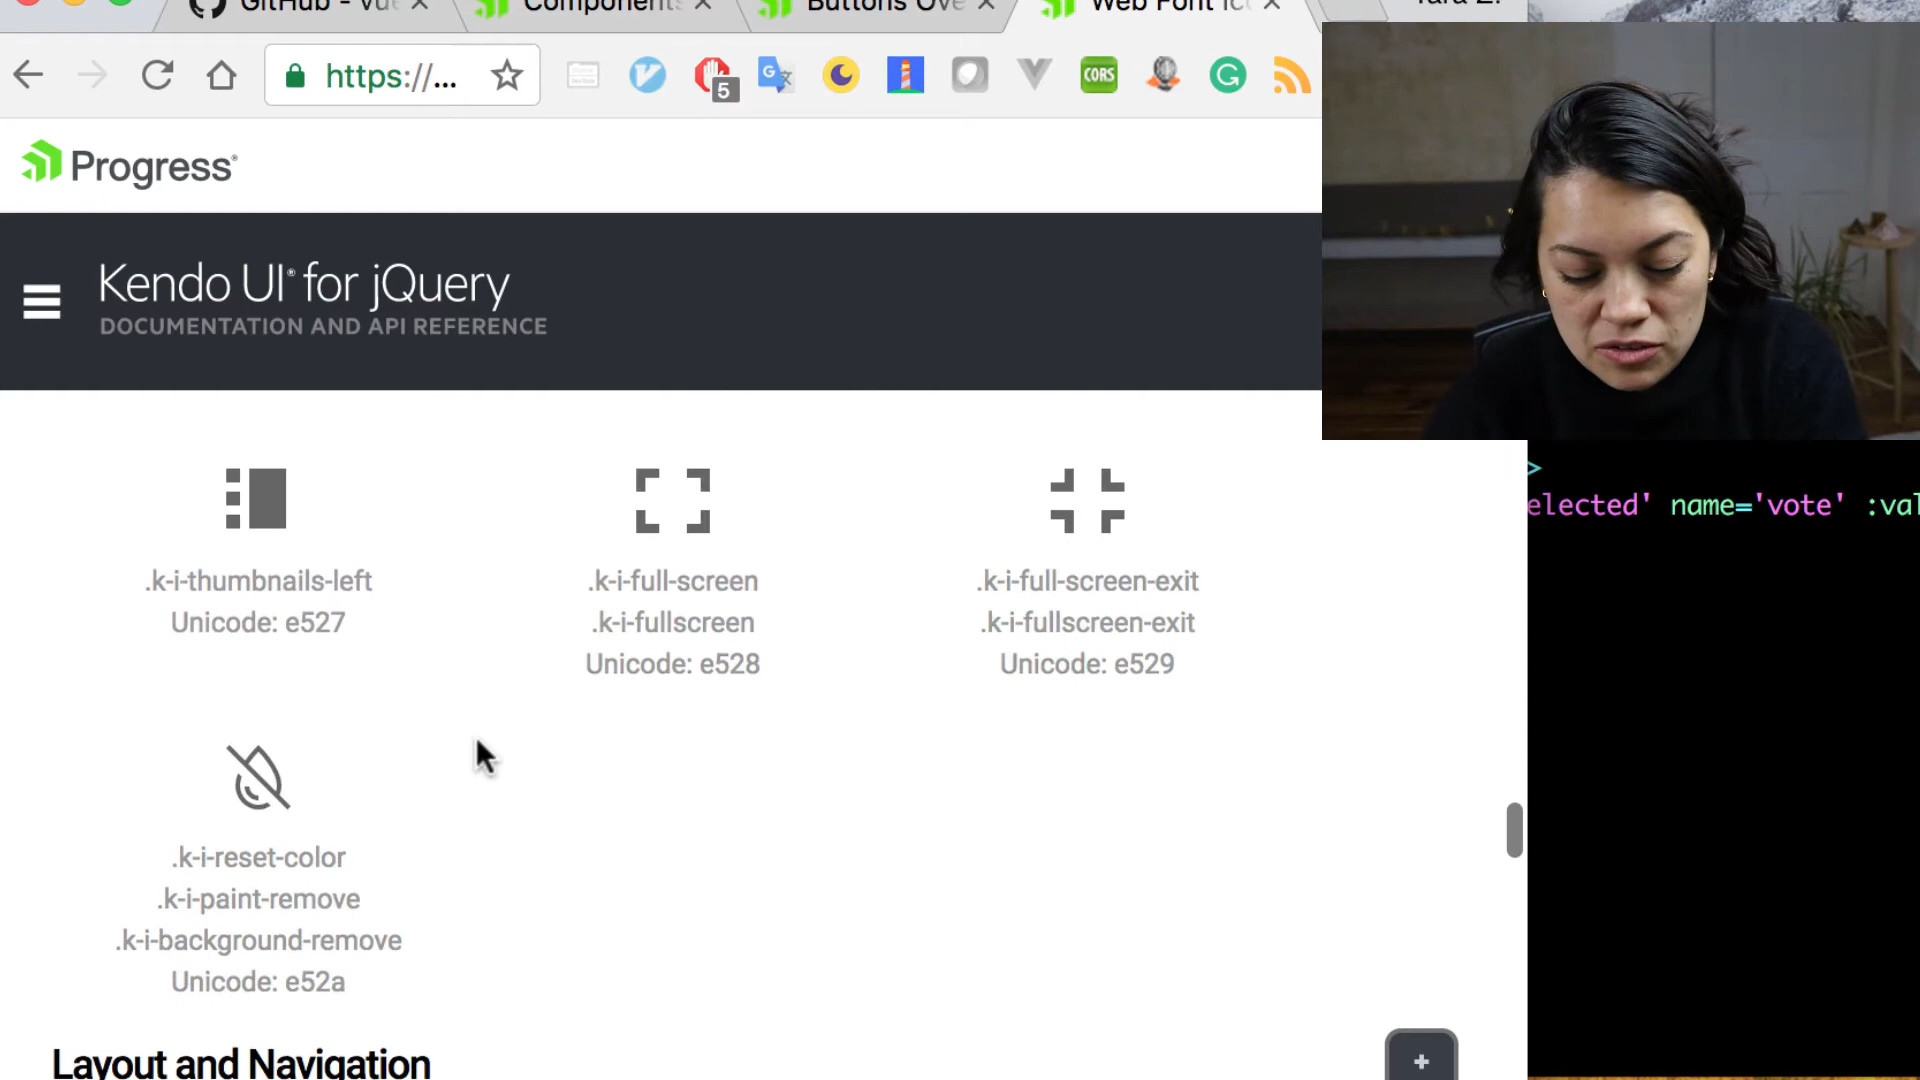 GitHub - vue
Components
Buttons Ove
Web Font Ic
Tara Z.
https://...
5
CORS
Progress
Kendo UI® for jQuery
DOCUMENTATION AND API REFERENCE
.k-i-thumbnails-left
Unicode: e527
.k-i-full-screen
.k-i-fullscreen
Unicode: e528
.k-i-full-screen-exit
.k-i-fullscreen-exit
Unicode: e529
.k-i-reset-color
.k-i-paint-remove
.k-i-background-remove
Unicode: e52a
Layout and Navigation
+
>
elected' name='vote' :val